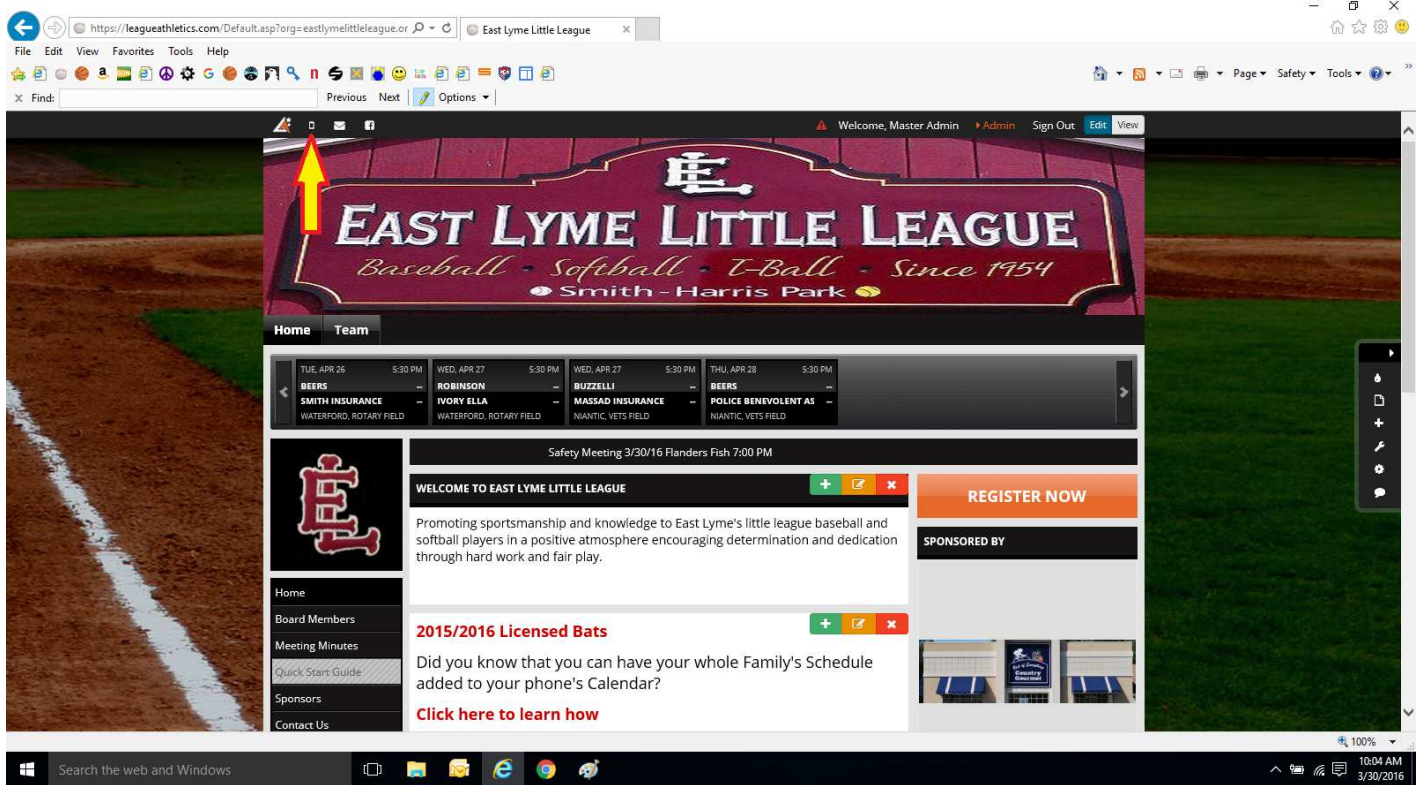 https://leagueathletics.com/Default.asp?org=eastlymelittleleague.or
East Lyme Little League
File Edit View Favorites Tools Help
Page Safety Tools
Find: Previous Next Options
Welcome, Master Admin Admin Sign Out Edit View
EL
EAST LYME LITTLE LEAGUE
Baseball - Softball - T-Ball - Since 1954
Smith-Harris Park
Home Team
TUE, APR 26 5:30 PM
BEERS --
SMITH INSURANCE --
WATERFORD, ROTARY FIELD
WED, APR 27 5:30 PM
ROBINSON --
IVORY ELLA --
WATERFORD, ROTARY FIELD
WED, APR 27 5:30 PM
BUZZELLI --
MASSAD INSURANCE --
NIANTIC, VETS FIELD
THU, APR 28 5:30 PM
BEERS --
POLICE BENEVOLENT AS --
NIANTIC, VETS FIELD
Safety Meeting 3/30/16 Flanders Fish 7:00 PM
EL
Home
Board Members
Meeting Minutes
Quick Start Guide
Sponsors
Contact Us
WELCOME TO EAST LYME LITTLE LEAGUE
Promoting sportsmanship and knowledge to East Lyme's little league baseball and
softball players in a positive atmosphere encouraging determination and dedication
through hard work and fair play.
2015/2016 Licensed Bats
Did you know that you can have your whole Family's Schedule
added to your phone's Calendar?
Click here to learn how
REGISTER NOW
SPONSORED BY
Country
Gourmet
100%
Search the web and Windows
10:04 AM
3/30/2016